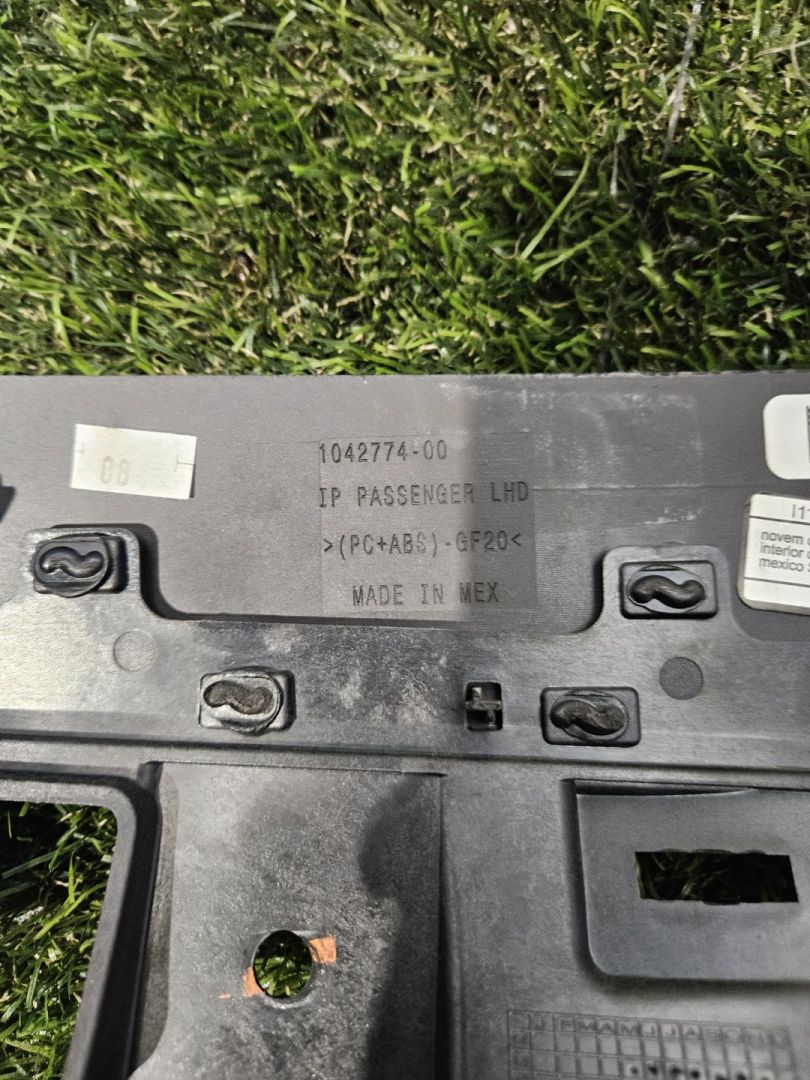 1042774-00
08
IP PASSENGER LHD
>(PC+ABS)-GF20<
MADE IN MEX
novem
interior
mexico
J F M A M J J A S O N D